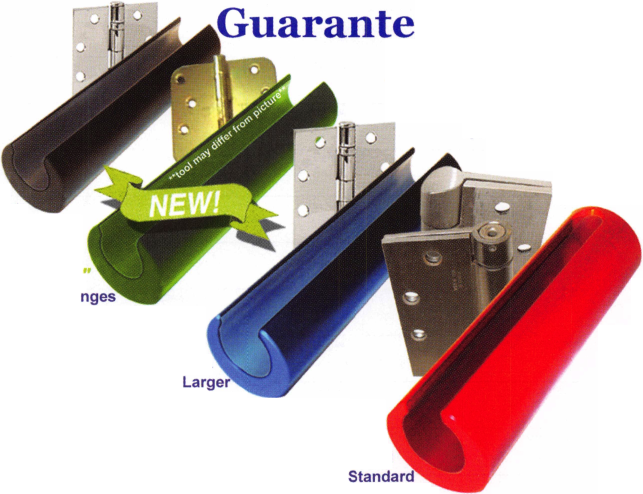 Guarante
**tool may differ from picture**
NEW!
"
nges
Larger
Standard